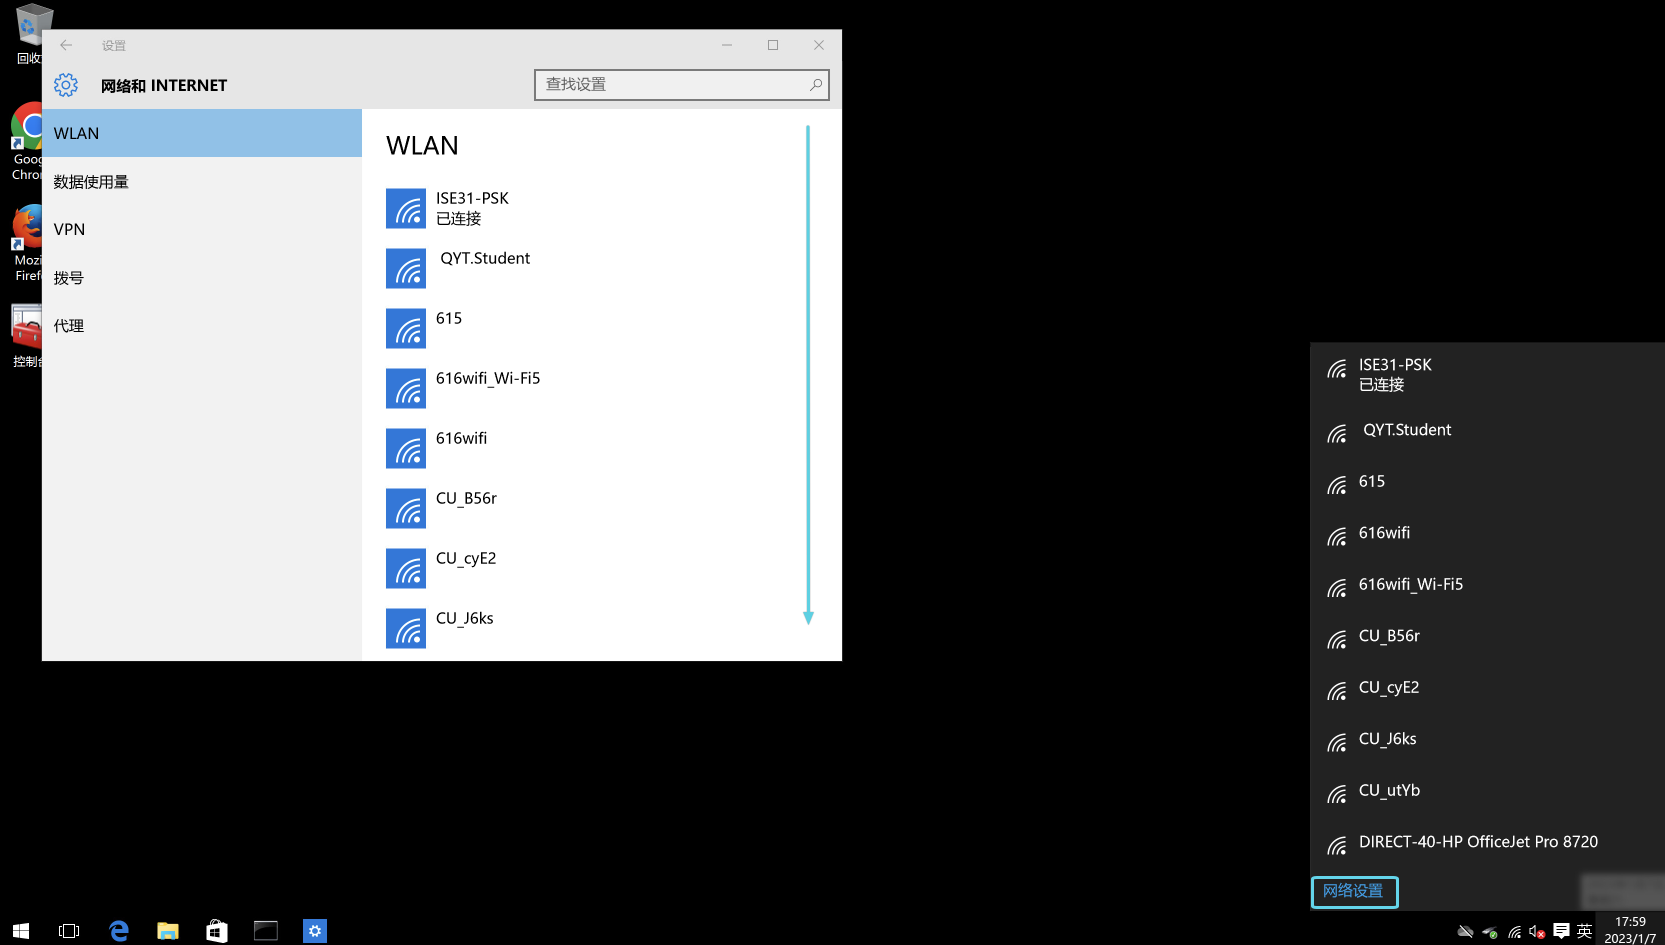 回收
Goog
Chron
Mozi
Firef
控制台
设置
网络和 INTERNET
查找设置
WLAN
数据使用量
VPN
拨号
代理
WLAN
ISE31-PSK
已连接
QYT.Student
615
616wifi_Wi-Fi5
616wifi
CU_B56r
CU_cyE2
CU_J6ks
ISE31-PSK
已连接
QYT.Student
615
616wifi
616wifi_Wi-Fi5
CU_B56r
CU_cyE2
CU_J6ks
CU_utYb
DIRECT-40-HP OfficeJet Pro 8720
网络设置
英
17:59
2023/1/7